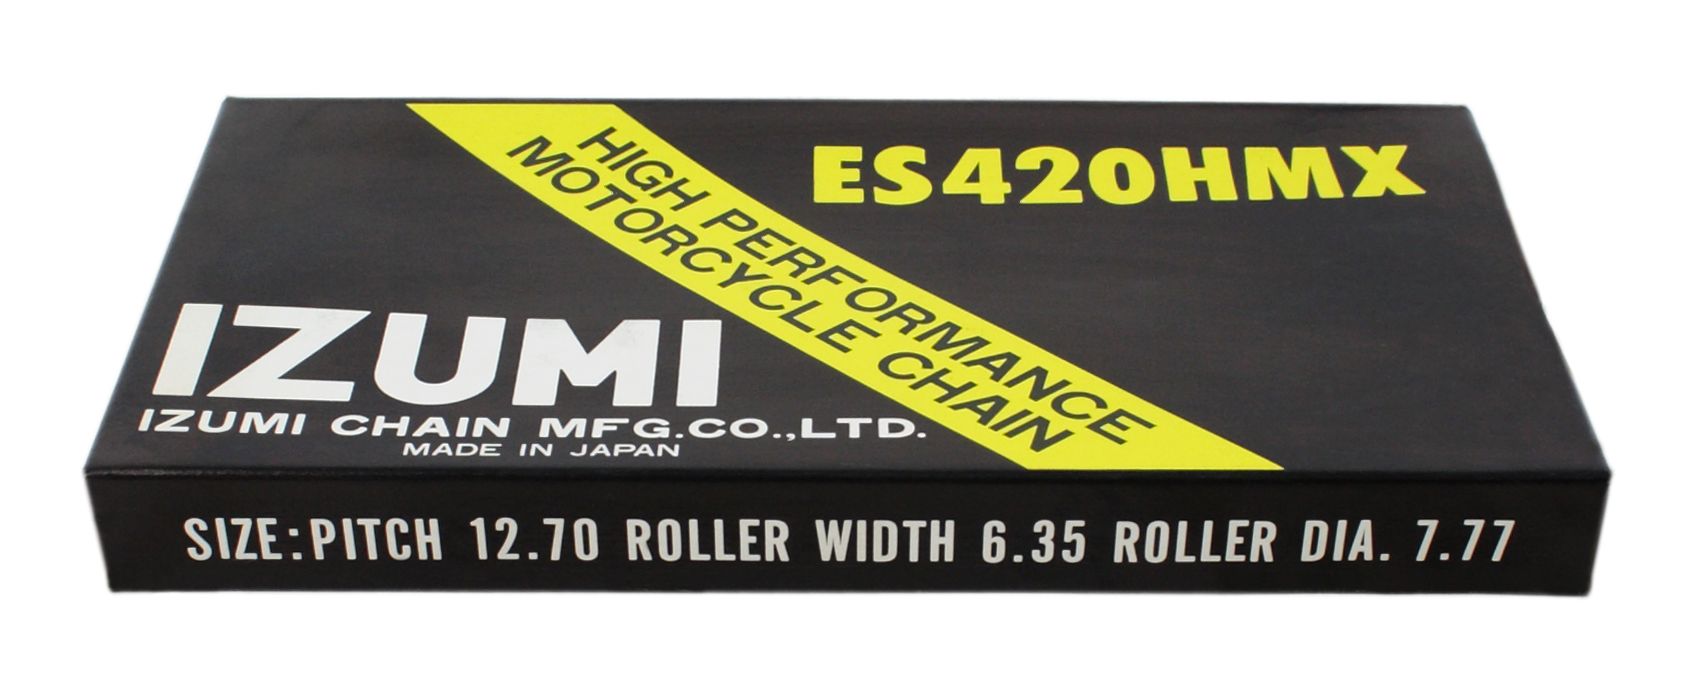 HIGH PERFORMANCE
MOTORCYCLE CHAIN
ES420HMX
IZUMI
IZUMI CHAIN MFG.CO.,LTD.
MADE IN JAPAN
SIZE:PITCH 12.70 ROLLER WIDTH 6.35 ROLLER DIA. 7.77